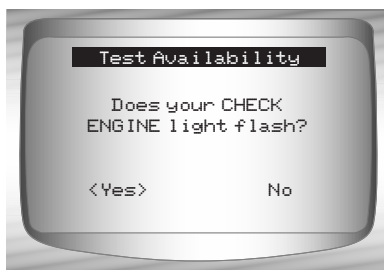 Test Availability
Does your CHECK
ENGINE light flash?
<Yes> No